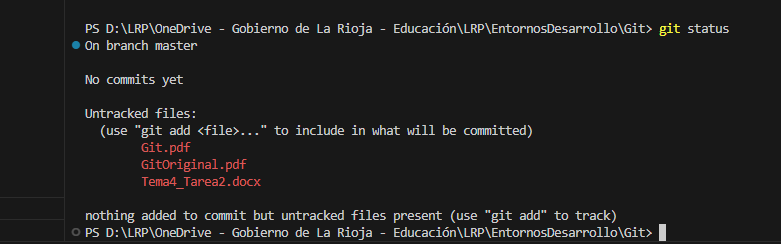 PS D:\LRP\OneDrive - Gobierno de La Rioja - Educación\LRP\EntornosDesarrollo\Git> git status
On branch master
No commits yet
Untracked files:
(use "git add <file>..." to include in what will be committed)
Git.pdf
GitOriginal.pdf
Tema4_Tarea2.docx
nothing added to commit but untracked files present (use "git add" to track)
PS D:\LRP\OneDrive - Gobierno de La Rioja - Educación\LRP\EntornosDesarrollo\Git>